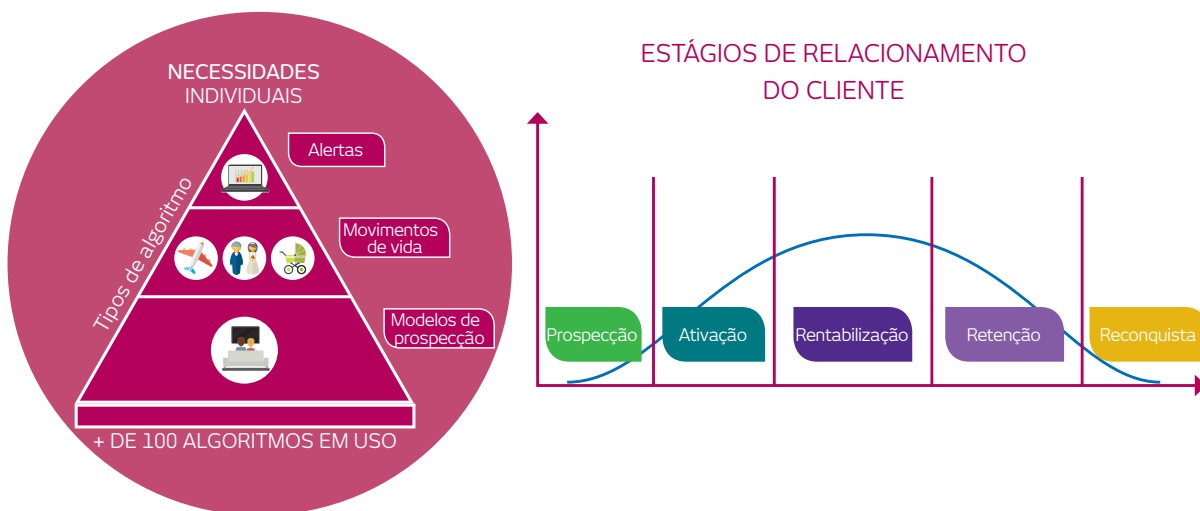 NECESSIDADES
INDIVIDUAIS
Alertas
Tipos de algoritmo
Movimentos
de vida
Modelos de
prospecção
+ DE 100 ALGORITMOS EM USO
ESTÁGIOS DE RELACIONAMENTO
DO CLIENTE
Prospecção
Ativação
Rentabilização
Retenção
Reconquista